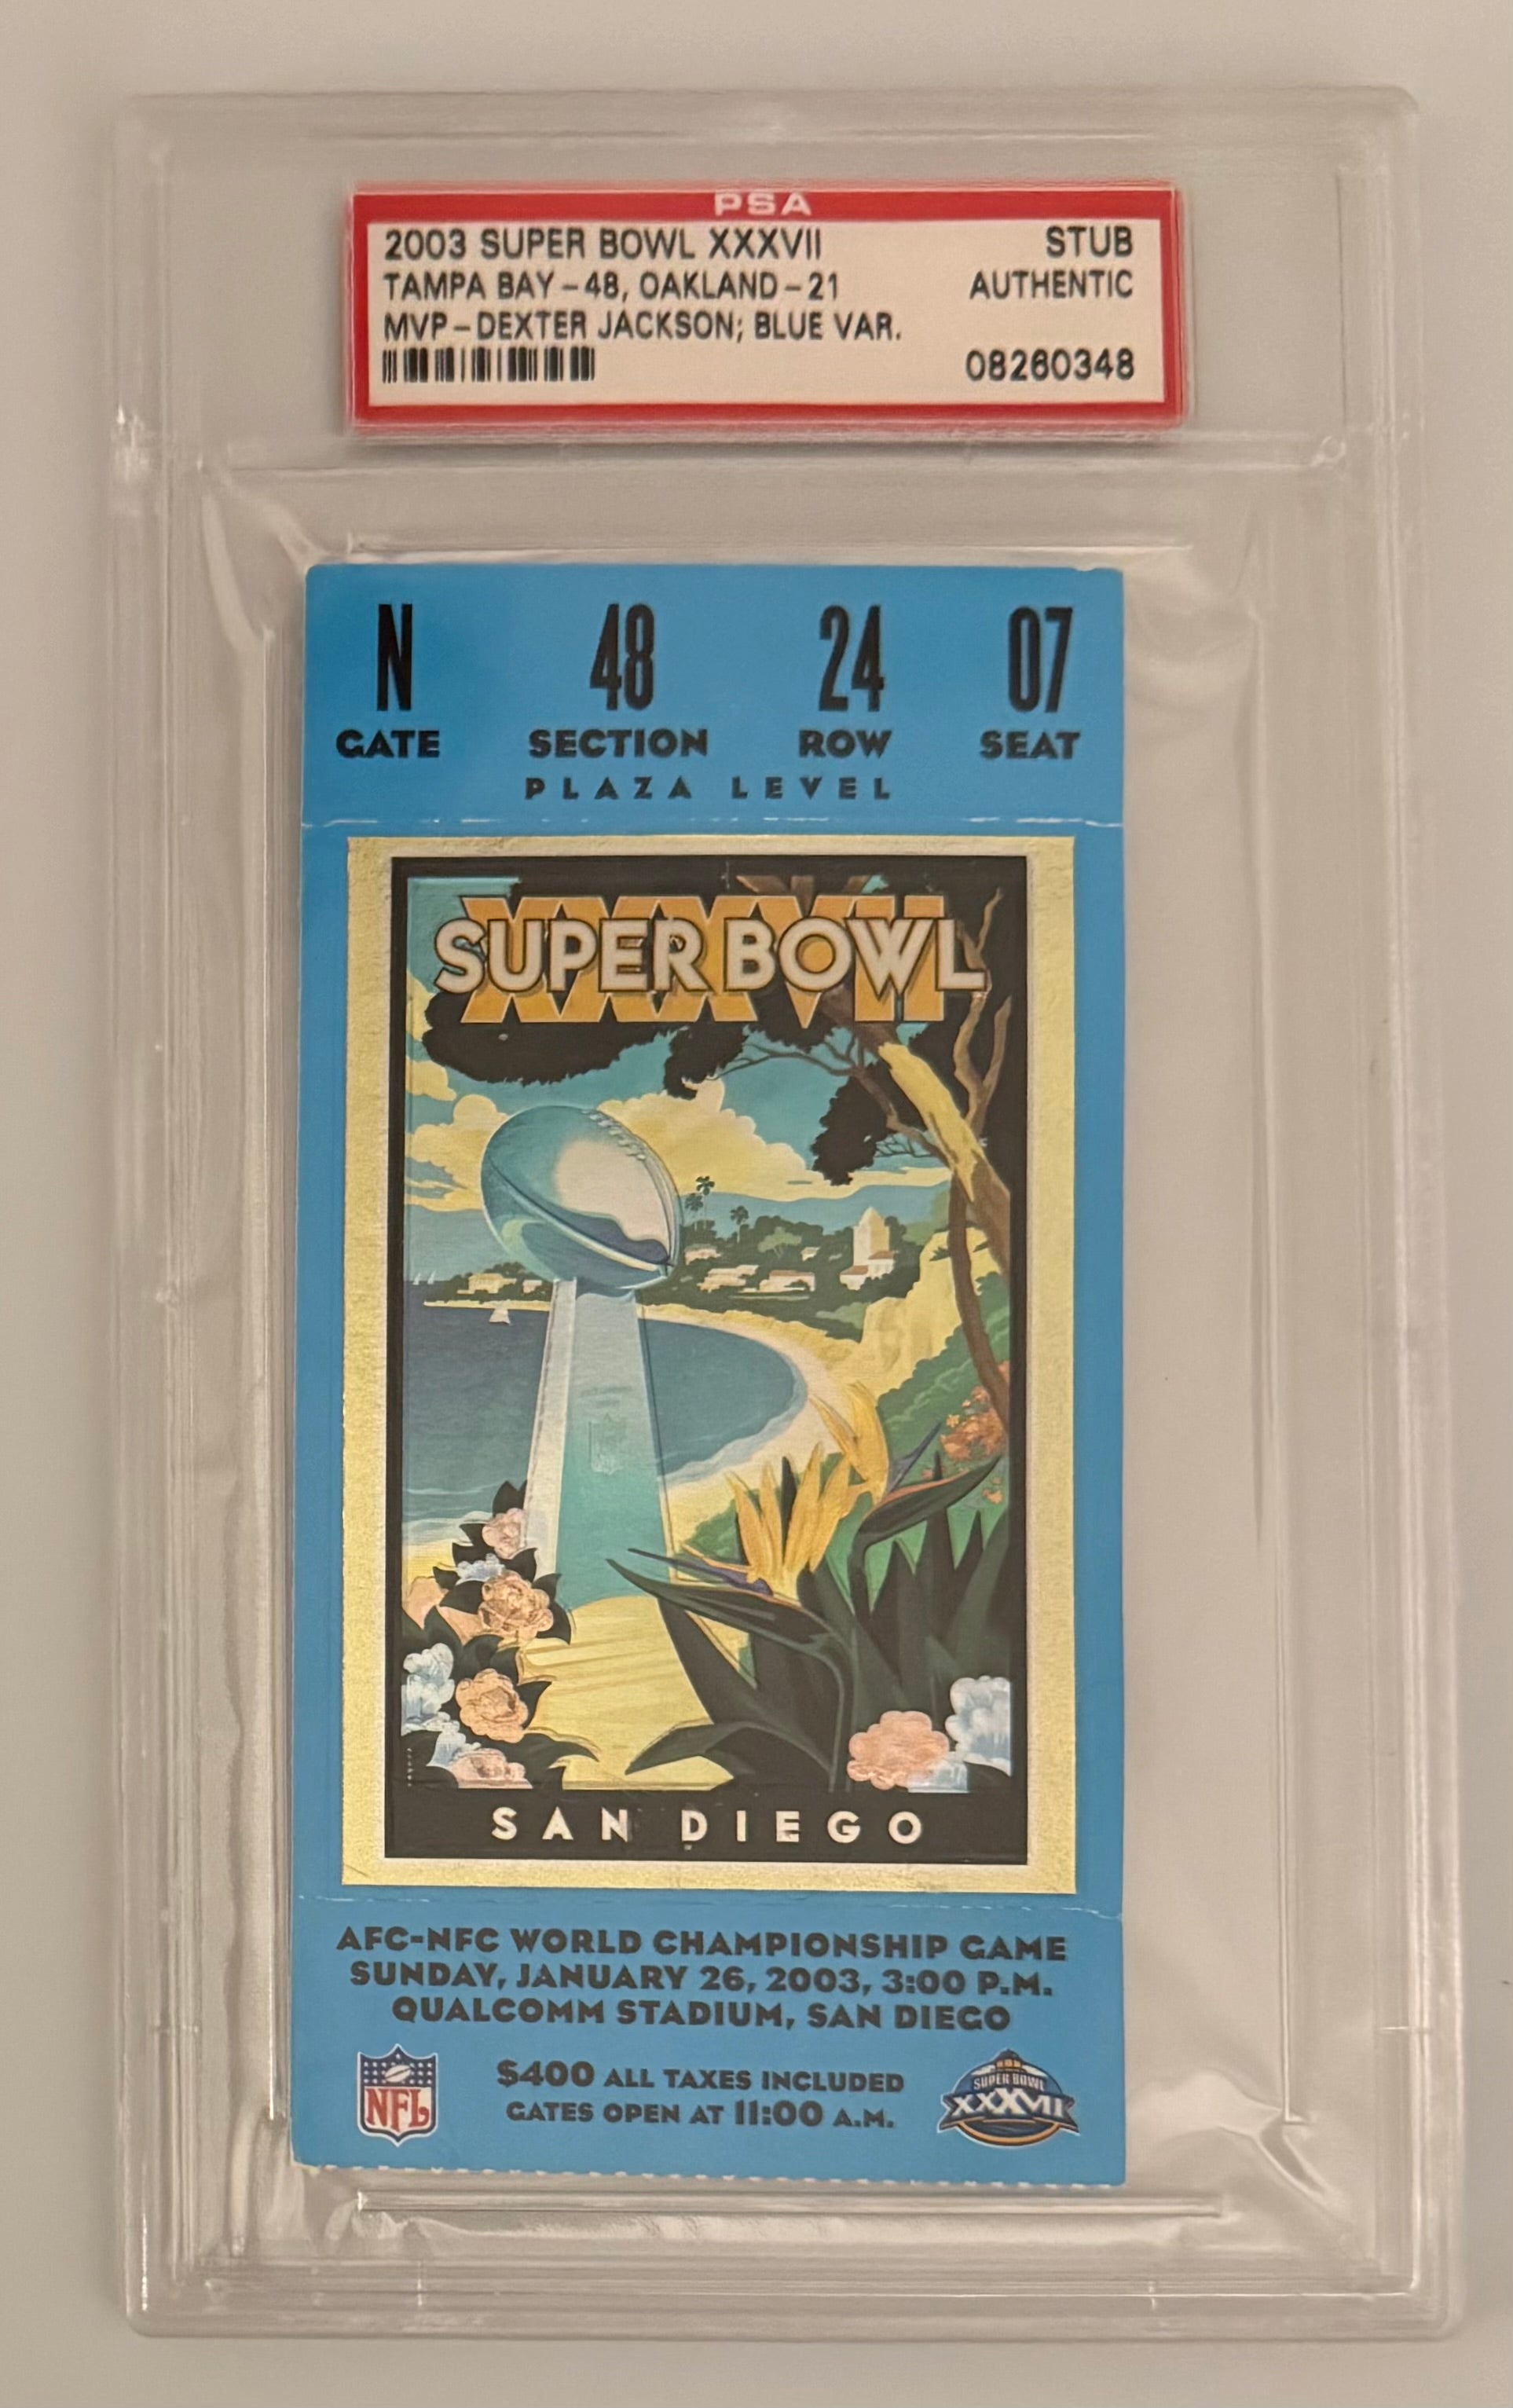 PSA
2003 SUPER BOWL XXXVII STUB
TAMPA BAY-48, OAKLAND-21 AUTHENTIC
MVP-DEXTER JACKSON; BLUE VAR.
08260348
N 48 24 07
GATE SECTION ROW SEAT
PLAZA LEVEL
SUPER BOWL
XXXVII
SAN DIEGO
AFC-NFC WORLD CHAMPIONSHIP GAME
SUNDAY, JANUARY 26, 2003, 3:00 P.M.
QUALCOMM STADIUM, SAN DIEGO
$400 ALL TAXES INCLUDED
GATES OPEN AT 11:00 A.M.
NFL
SUPER BOWL
XXXVII